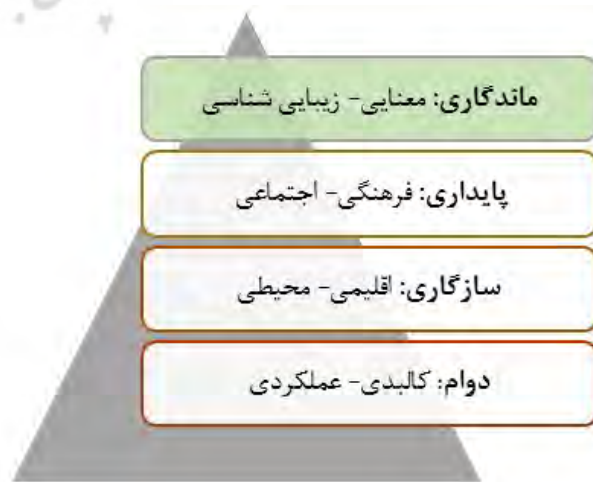 ماندگاری: معنایی- زیبایی شناسی
پایداری: فرهنگی- اجتماعی
سازگاری: اقلیمی- محیطی
دوام: کالبدی- عملکردی